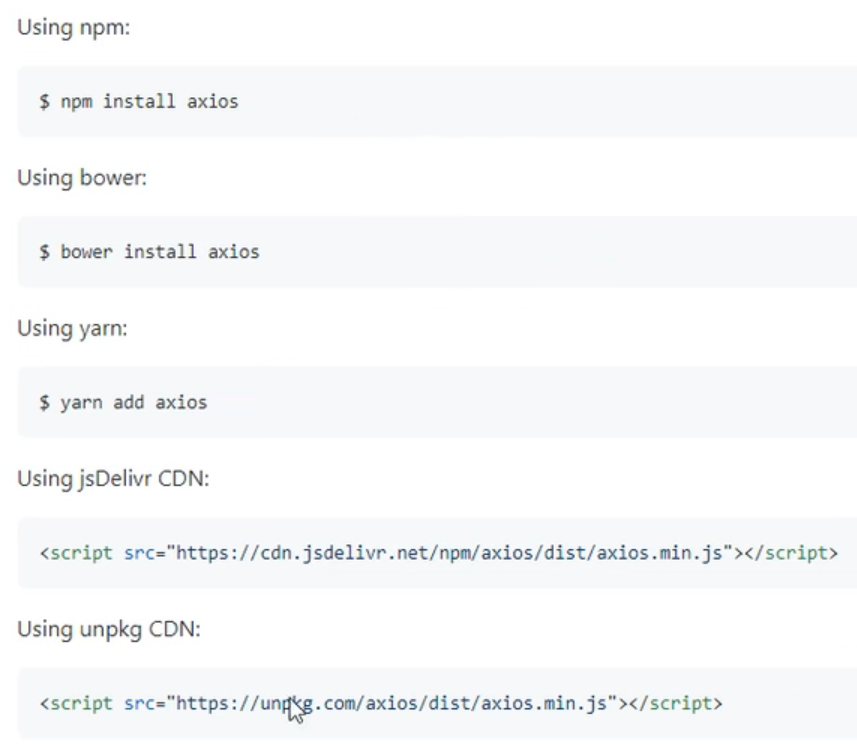 Using npm:
$ npm install axios
Using bower:
$ bower install axios
Using yarn:
$ yarn add axios
Using jsDelivr CDN:
<script src="https://cdn.jsdelivr.net/npm/axios/dist/axios.min.js"></script>
Using unpkg CDN:
<script src="https://unpkg.com/axios/dist/axios.min.js"></script>